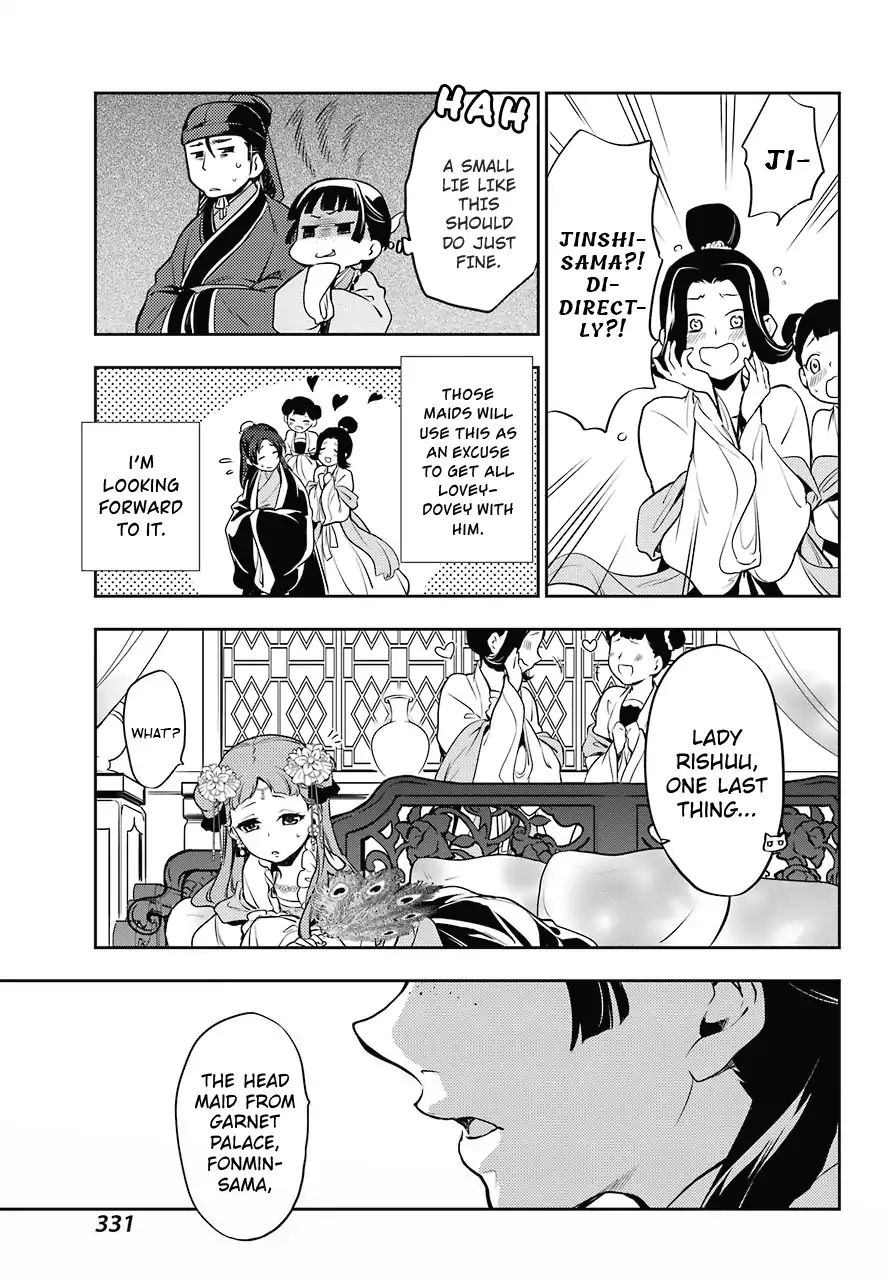 JI-
JINSHI-
SAMA?!
DI-
DIRECT-
LY?!
HAH
A SMALL
LIE LIKE
THIS
SHOULD
DO JUST
FINE.
THOSE
MAIDS WILL
USE THIS AS
AN EXCUSE
TO GET ALL
LOVEY-
DOVEY WITH
HIM.
I'M
LOOKING
FORWARD
TO IT.
LADY
RISHUU,
ONE LAST
THING...
WHAT?
THE HEAD
MAID FROM
GARNET
PALACE,
FONMIN-
SAMA,
331